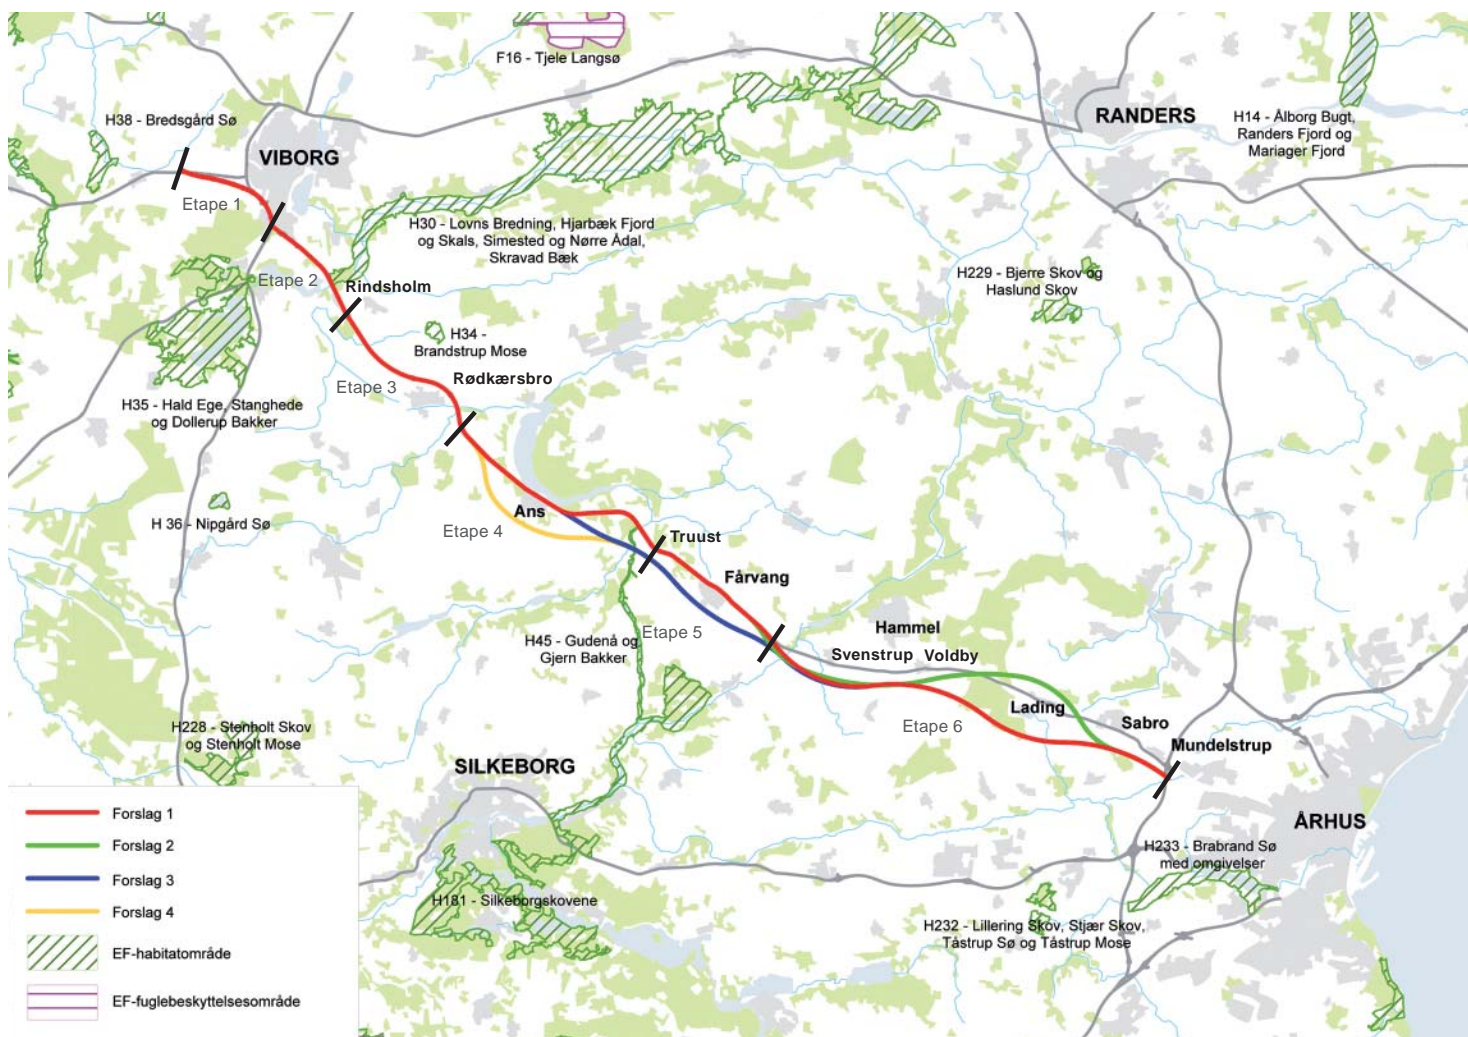 F16 - Tjele Langsø
H38 - Bredsgård Sø
VIBORG
RANDERS
H14 - Ålborg Bugt,
Randers Fjord og
Mariager Fjord
Etape 1
H30 - Lovns Bredning, Hjarbæk Fjord
og Skals, Simested og Nørre Ådal,
Skravad Bæk
Etape 2
Rindsholm
H229 - Bjerre Skov og
Haslund Skov
H34 -
Brandstrup Mose
Etape 3
Rødkærsbro
H35 - Hald Ege, Stanghede
og Dollerup Bakker
H 36 - Nipgård Sø
Ans
Etape 4
Truust
Fårvang
H45 - Gudenå og
Gjern Bakker
Etape 5
Hammel
Svenstrup
Voldby
Lading
Etape 6
Sabro
Mundelstrup
H228 - Stenholt Skov
og Stenholt Mose
SILKEBORG
ÅRHUS
H233 - Brabrand Sø
med omgivelser
H181 - Silkeborgskovene
H232 - Lillering Skov, Stjær Skov,
Tåstrup Sø og Tåstrup Mose
Forslag 1
Forslag 2
Forslag 3
Forslag 4
EF-habitatområde
EF-fuglebeskyttelsesområde